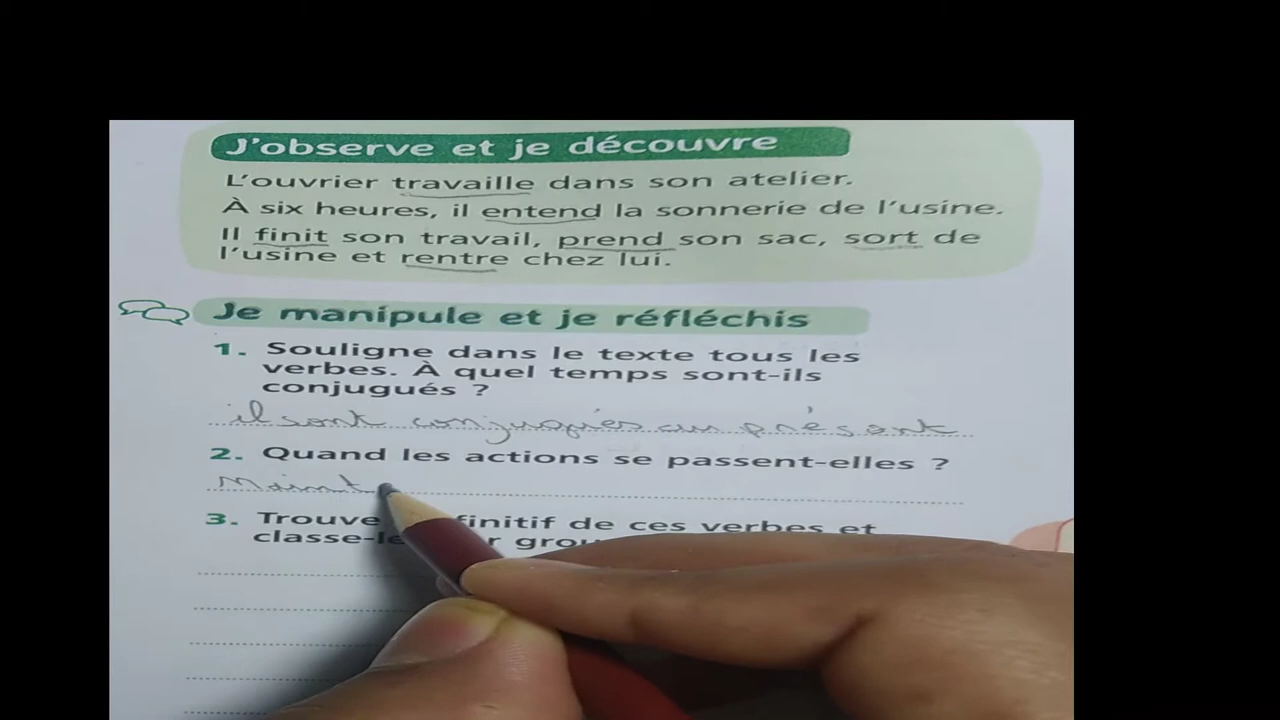 J'observe et je découvre
L'ouvrier travaille dans son atelier.
À six heures, il entend la sonnerie de l'usine.
Il finit son travail, prend son sac, sort de
l'usine et rentre chez lui.
Je manipule et je réfléchis
1. Souligne dans le texte tous les
verbes. À quel temps sont-ils
conjugués ?
il sont conjugués au présent
2. Quand les actions se passent-elles ?
Maint
3. Trouve finitif de ces verbes et
classe-le r grou